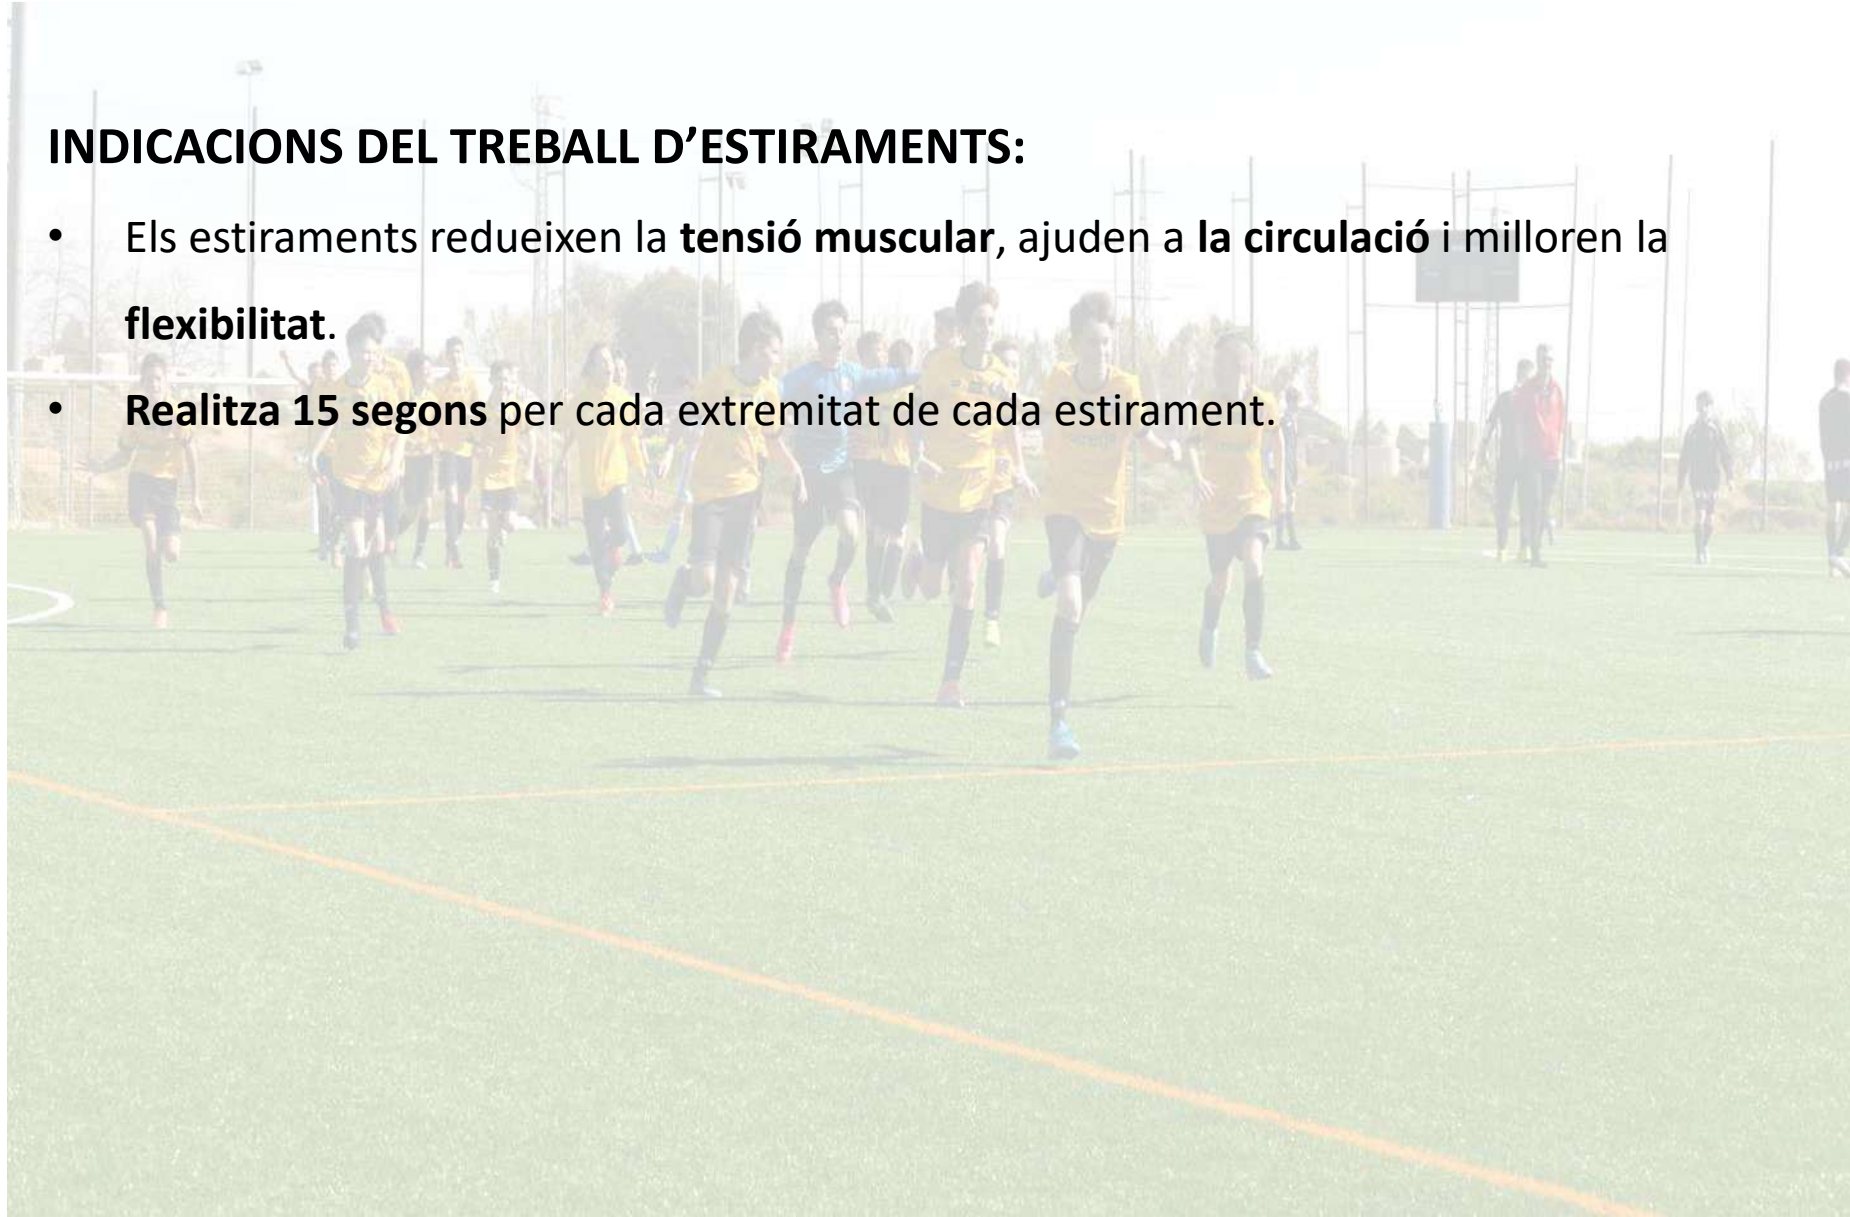 INDICACIONS DEL TREBALL D’ESTIRAMENTS:
• Els estiraments redueixen la tensió muscular, ajuden a la circulació i milloren la
flexibilitat.
• Realitza 15 segons per cada extremitat de cada estirament.